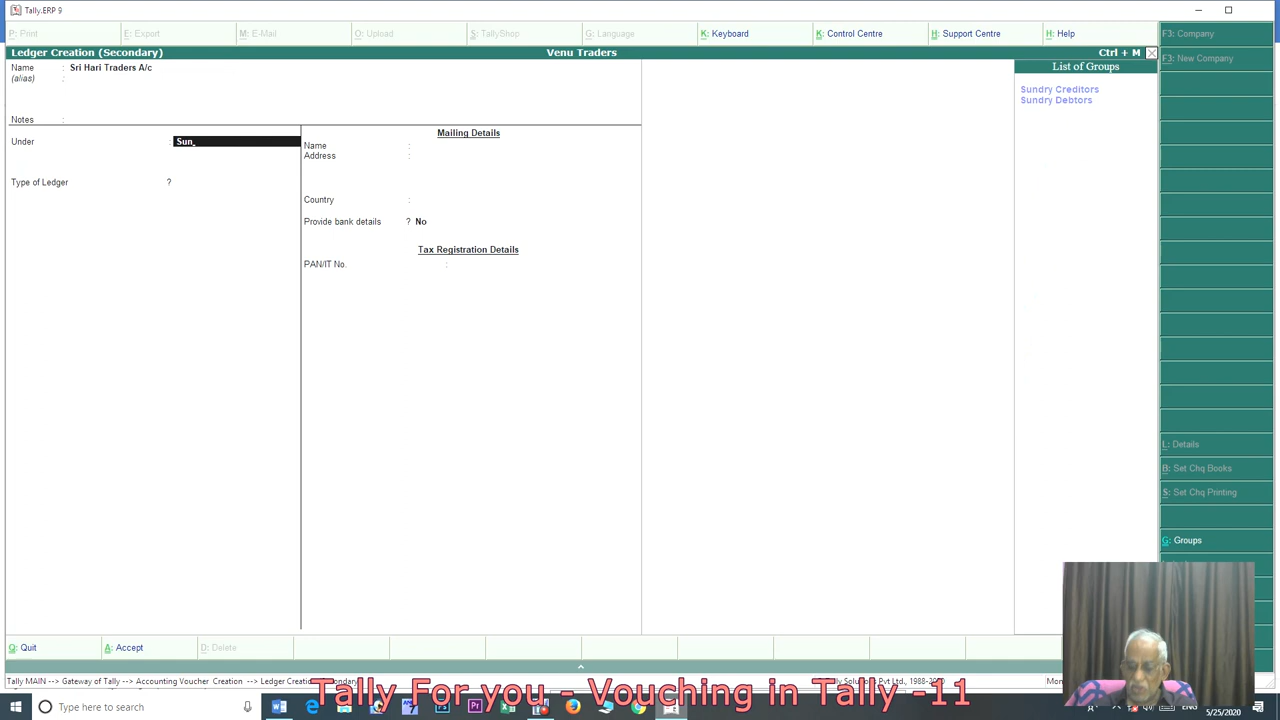 Tally.ERP 9
P: Print E: Export M: E-Mail O: Upload S: TallyShop G: Language K: Keyboard K: Control Centre H: Support Centre H: Help
F3: Company
Ledger Creation (Secondary) Venu Traders Ctrl + M
F3: New Company
Name : Sri Hari Traders A/c
(alias) :
List of Groups
Sundry Creditors
Sundry Debtors
Notes :
Under : Sun
Type of Ledger ?
Mailing Details
Name :
Address :
Country :
Provide bank details ? No
Tax Registration Details
PAN/IT No. :
L: Details
B: Set Chq Books
S: Set Chq Printing
G: Groups
Q: Quit A: Accept D: Delete
Tally MAIN --> Gateway of Tally --> Accounting Voucher Creation --> Ledger
Tally For you - Vouching in Tally -11
Type here to search
5/25/2020